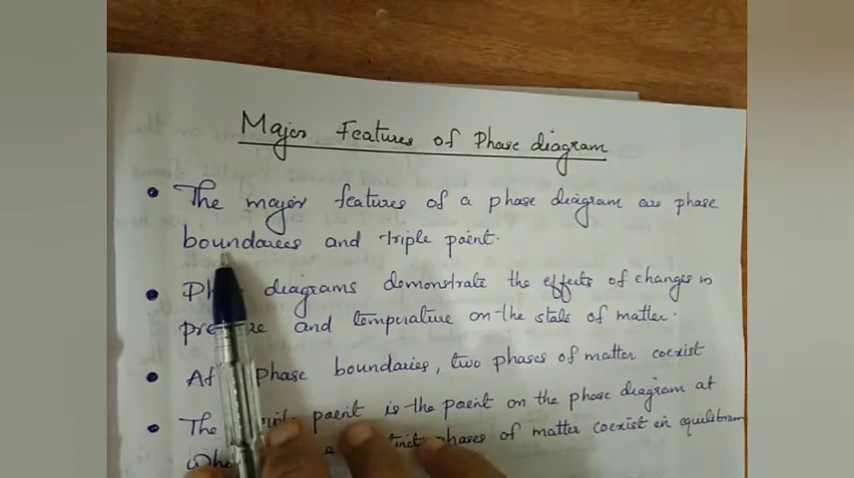 Major Features of Phase diagram
• The major features of a phase diagram are phase
boundaries and triple point.
• diagrams demonstrate the effects of changes in
and temperature on the state of matter.
• At phase boundaries, two phases of matter coexist
• The point is the point on the phase diagram at
phases of matter coexist in equilibrium